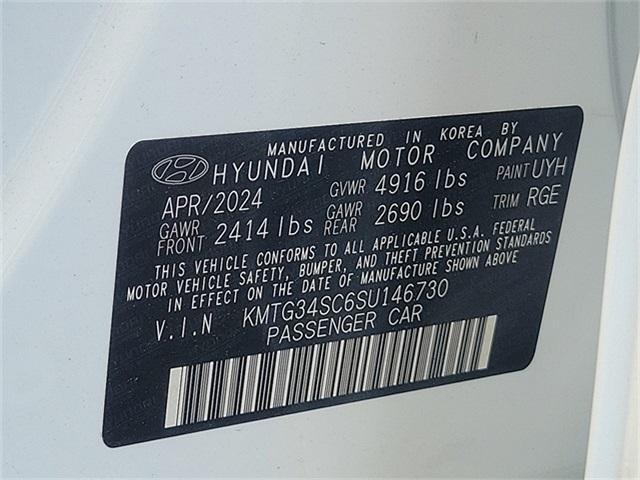 MANUFACTURED IN KOREA BY
HYUNDAI MOTOR COMPANY
APR/2024 GVWR 4916 lbs PAINT UYH
GAWR FRONT 2414 lbs GAWR REAR 2690 lbs TRIM RGE
THIS VEHICLE CONFORMS TO ALL APPLICABLE U.S.A. FEDERAL
MOTOR VEHICLE SAFETY, BUMPER, AND THEFT PREVENTION STANDARDS
IN EFFECT ON THE DATE OF MANUFACTURE SHOWN ABOVE.
V.I.N KMTG34SC6SU146730
PASSENGER CAR